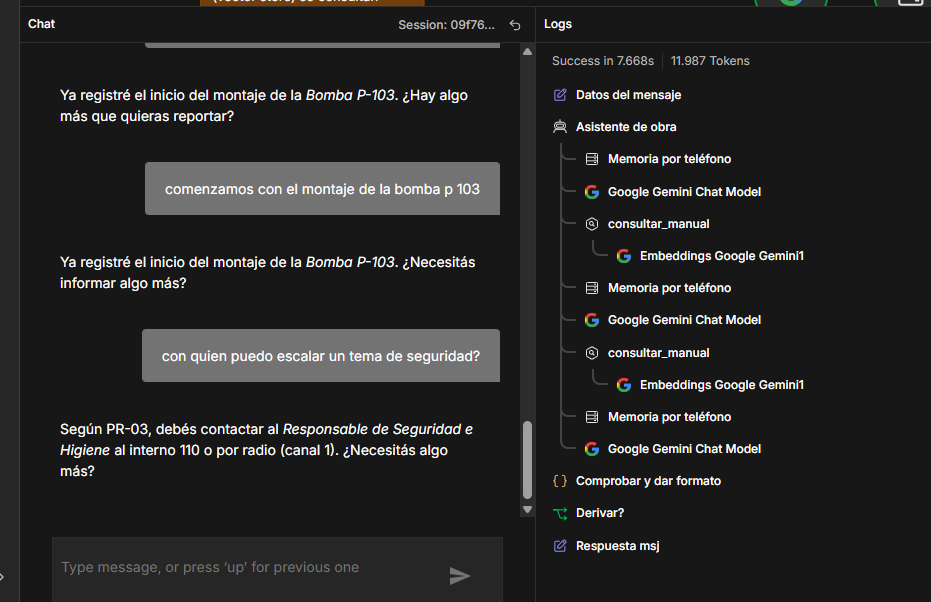 Chat
Session: 09f76...
Logs
Ya registré el inicio del montaje de la Bomba P-103. ¿Hay algo
más que quieras reportar?
comenzamos con el montaje de la bomba p 103
Ya registré el inicio del montaje de la Bomba P-103. ¿Necesitás
informar algo más?
con quien puedo escalar un tema de seguridad?
Según PR-03, debés contactar al Responsable de Seguridad e
Higiene al interno 110 o por radio (canal 1). ¿Necesitás algo
más?
Type message, or press ‘up’ for previous one
Success in 7.668s
11.987 Tokens
Datos del mensaje
Asistente de obra
Memoria por teléfono
Google Gemini Chat Model
consultar_manual
Embeddings Google Gemini1
Memoria por teléfono
Google Gemini Chat Model
consultar_manual
Embeddings Google Gemini1
Memoria por teléfono
Google Gemini Chat Model
Comprobar y dar formato
Derivar?
Respuesta msj